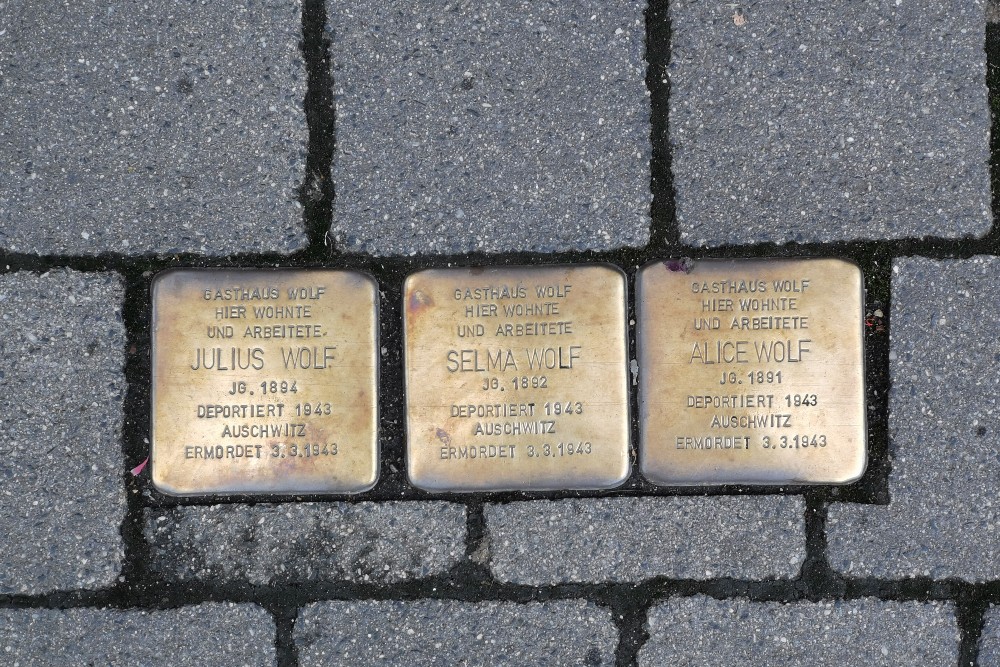 GASTHAUS WOLF
HIER WOHNTE
UND ARBEITETE
JULIUS WOLF
JG. 1894
DEPORTIERT 1943
AUSCHWITZ
ERMORDET 3.3.1943
GASTHAUS WOLF
HIER WOHNTE
UND ARBEITETE
SELMA WOLF
JG. 1892
DEPORTIERT 1943
AUSCHWITZ
ERMORDET 3.3.1943
GASTHAUS WOLF
HIER WOHNTE
UND ARBEITETE
ALICE WOLF
JG. 1891
DEPORTIERT 1943
AUSCHWITZ
ERMORDET 3.3.1943